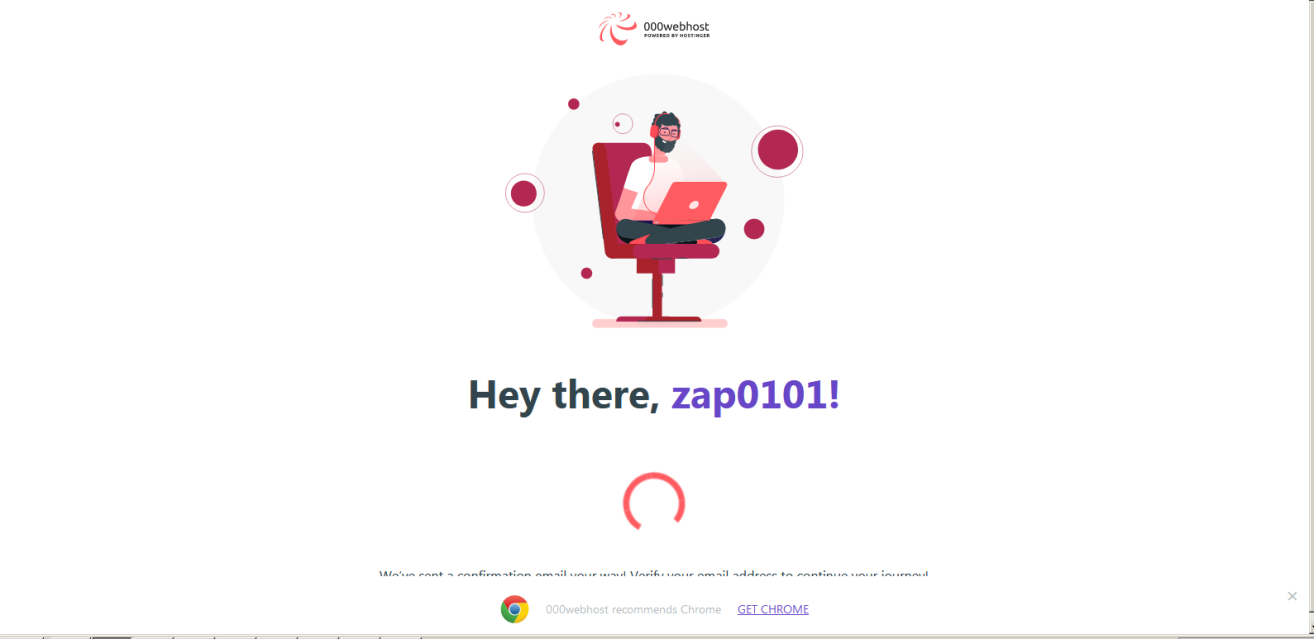 000webhost
POWERED BY HOSTINGER
Hey there, zap0101!
We've sent a confirmation email your way! Verify your email address to continue your journey!
000webhost recommends Chrome GET CHROME